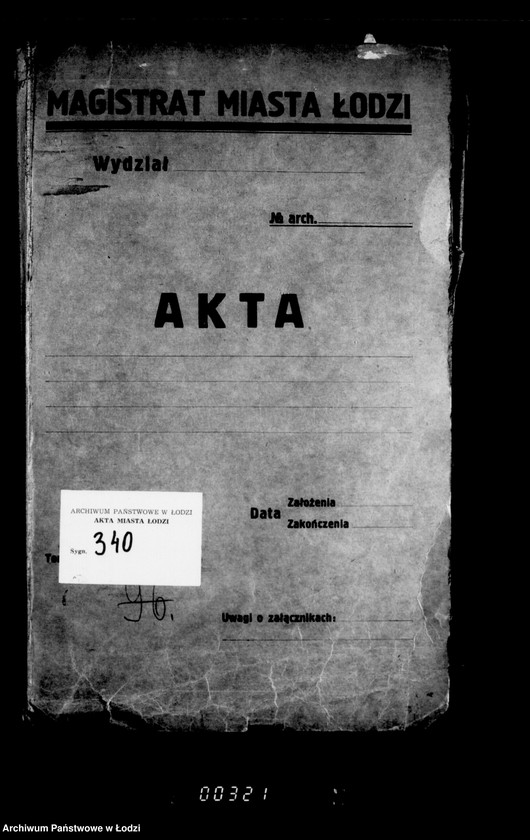 MAGISTRAT MIASTA ŁODZI
Wydział
№ arch.
AKTA
Data
Założenia
Zakończenia
ARCHIWUM PAŃSTWOWE W ŁODZI
AKTA MIASTA ŁODZI
Sygn. 340
Uwagi o załącznikach:
00321
Archiwum Państwowe w Łodzi